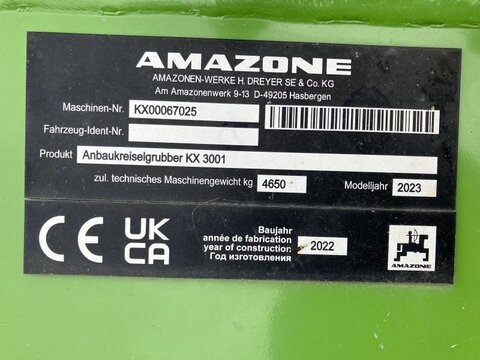 AMAZONE
AMAZONEN-WERKE H. DREYER SE & Co. KG
Am Amazonenwerk 9-13 D-49205 Hasbergen
Maschinen-Nr. KX00067025
Fahrzeug-Ident-Nr.
Produkt Anbaukreiselgrubber KX 3001
zul. technisches Maschinengewicht kg 4650 Modelljahr 2023
CE UK CA
Baujahr
année de fabrication
year of construction: 2022
Год изготовления
AMAZONE